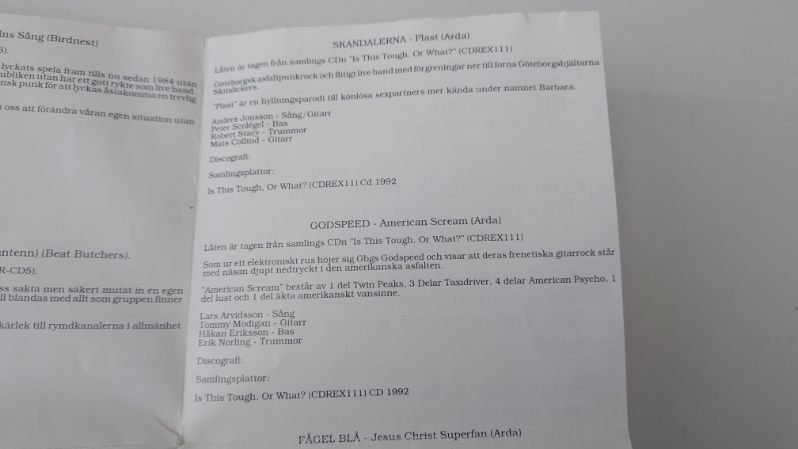 lns Sång (Birdnest)
lyckats spela fram tills nu sedan 1984 utan
ubliken utan har ett gott rykte som live band.
nsk punk för att lyckas åstakomma en trevlig
oss att förändra våran egen situation utan
antenn) (Beat Butchers).
R-CD5).
ss sakta men säkert mutat in en egen
ll blandas med allt som gruppen finner
kärlek till rymdkanalerna i allmänhet
SKANDALERNA - Plast (Arda)
Låten är tagen från samlings CDn "Is This Tough, Or What?" (CDREX111)
Göteborgsk asfaltpunkrock och flitigt live band med förgreningar ner till forna Göteborgshjältarna
Skitslickers.
"Plast" är en hyllningsparodi till könlösa sexpartners mer kända under namnet Barbara.
Anders Jonsson - Sång/Gitarr
Peter Scolégel - Bas
Robert Stacy - Trummor
Mats Collind - Gitarr
Discografi:
Samlingsplattor:
Is This Tough, Or What? (CDREX11) Cd 1992
GODSPEED - American Scream (Arda)
Låten är tagen från samlings CDn "Is This Tough, Or What?" (CDREX111)
Som ur ett elektroniskt rus höjer sig Gbgs Godspeed och visar att deras frenetiska gitarrock står
med näsan djupt nedtryckt i den amerikanska asfalten.
"American Scream" består av 1 del Twin Peaks, 3 Delar Taxidriver, 4 delar American Psycho, 1
del lust och 1 del äkta amerikanskt vansinne.
Lars Arvidsson - Sång
Tommy Modigan - Gitarr
Håkan Eriksson - Bas
Erik Norling - Trummor
Discografi:
Samlingsplattor:
Is This Tough, Or What? (CDREX111) CD 1992
FÅGEL BLÅ - Jesus Christ Superfan (Arda)